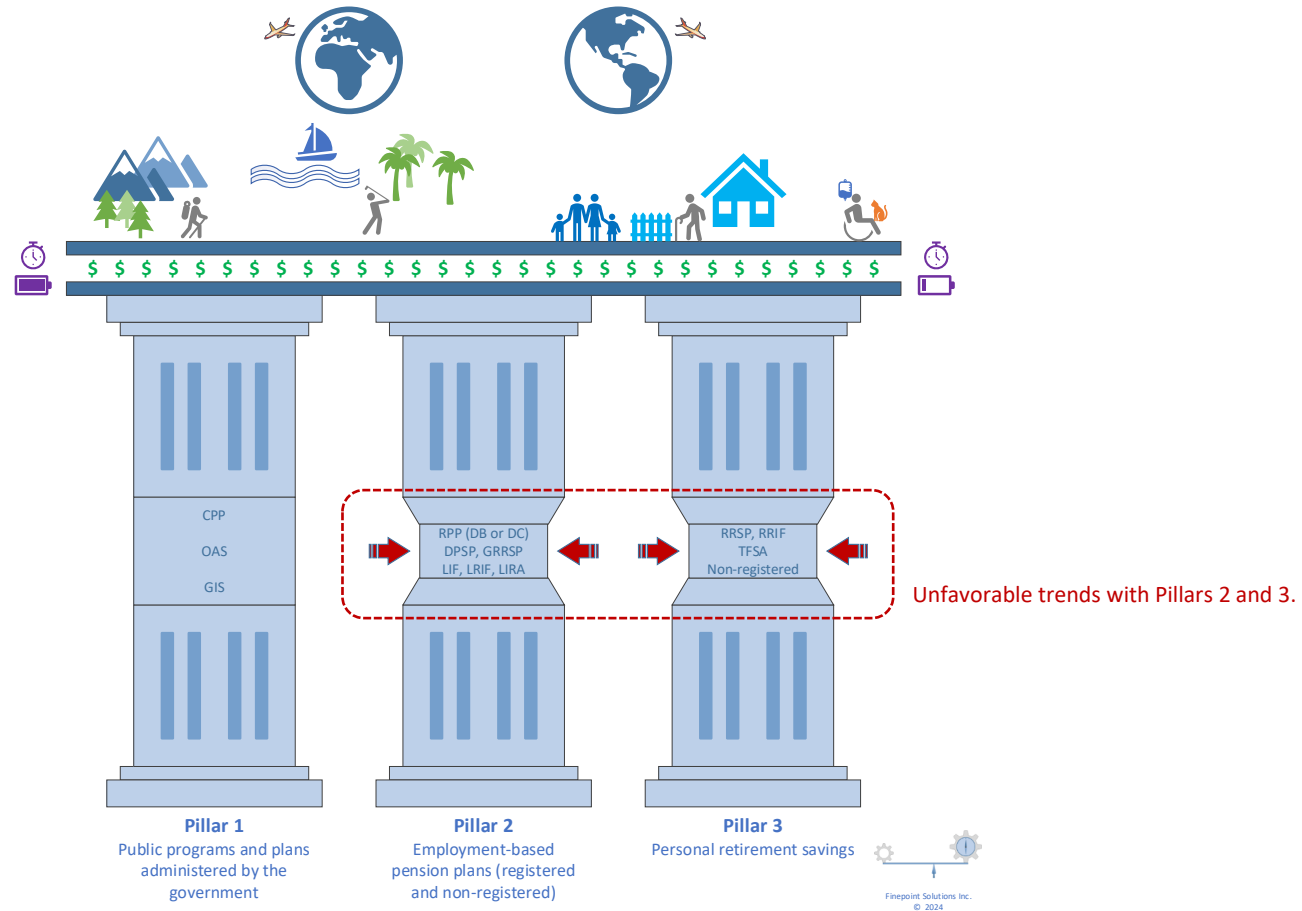 $ $ $ $ $ $ $ $ $ $ $ $ $ $ $ $ $ $ $ $ $ $ $ $ $ $ $ $ $ $
CPP
OAS
GIS
RPP (DB or DC)
DPSP, GRRSP
LIF, LRIF, LIRA
RRSP, RRIF
TFSA
Non-registered
Unfavorable trends with Pillars 2 and 3.
Pillar 1
Public programs and plans
administered by the
government
Pillar 2
Employment-based
pension plans (registered
and non-registered)
Pillar 3
Personal retirement savings
Finepoint Solutions Inc.
© 2024